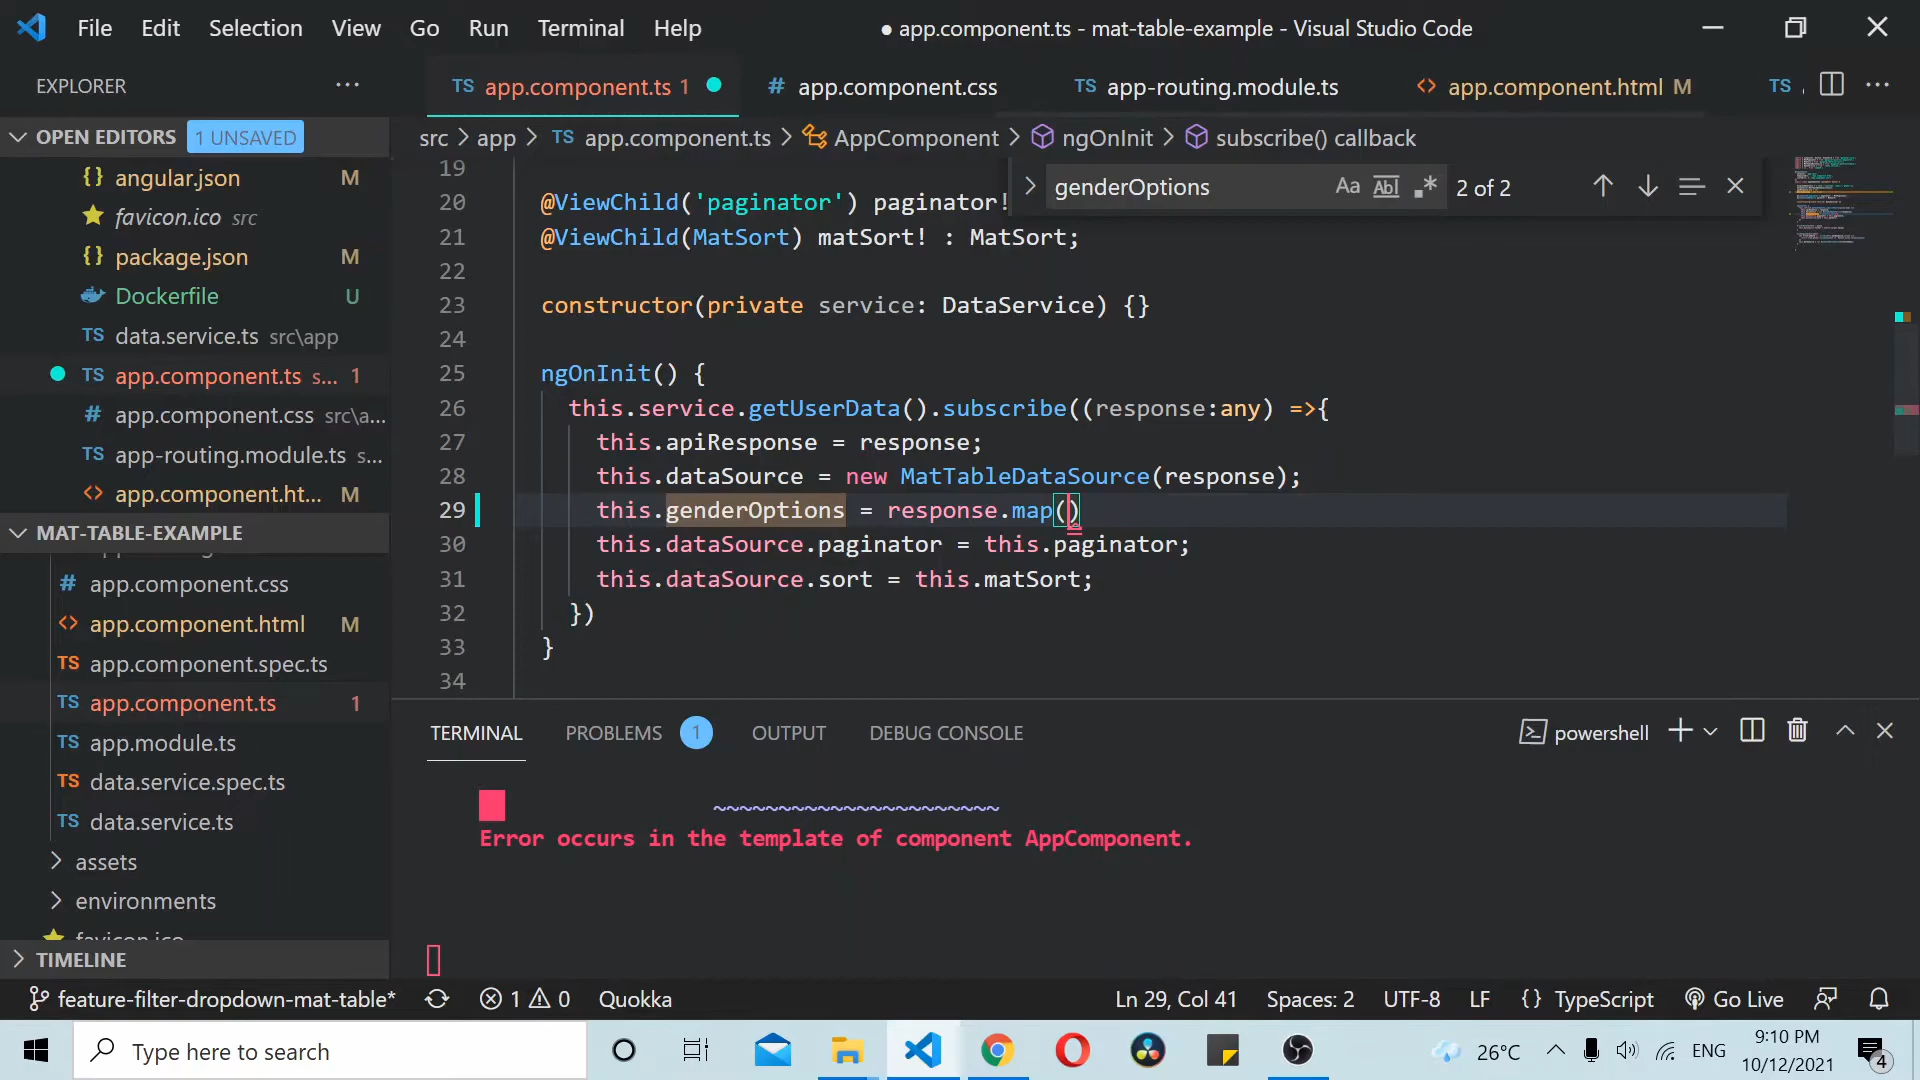 File Edit Selection View Go Run Terminal Help
● app.component.ts - mat-table-example - Visual Studio Code
EXPLORER ...
TS app.component.ts 1
# app.component.css
TS app-routing.module.ts
<> app.component.html M
TS
OPEN EDITORS 1 UNSAVED
{} angular.json M
favicon.ico src
{} package.json M
Dockerfile U
TS data.service.ts src\app
TS app.component.ts s... 1
# app.component.css src\a...
TS app-routing.module.ts s...
<> app.component.ht... M
MAT-TABLE-EXAMPLE
# app.component.css
<> app.component.html M
TS app.component.spec.ts
TS app.component.ts 1
TS app.module.ts
TS data.service.spec.ts
TS data.service.ts
> assets
> environments
favicon.ico
> TIMELINE
src > app > TS app.component.ts > AppComponent > ngOnInit > subscribe() callback
genderOptions Aa Abl .* 2 of 2
19
20 @ViewChild('paginator') paginator!
21 @ViewChild(MatSort) matSort! : MatSort;
22
23 constructor(private service: DataService) {}
24
25 ngOnInit() {
26 this.service.getUserData().subscribe((response:any) =>{
27 this.apiResponse = response;
28 this.dataSource = new MatTableDataSource(response);
29 this.genderOptions = response.map()
30 this.dataSource.paginator = this.paginator;
31 this.dataSource.sort = this.matSort;
32 })
33 }
34
TERMINAL PROBLEMS 1 OUTPUT DEBUG CONSOLE
powershell
~~~~~~~~~~~~~~~~~~~~~~
Error occurs in the template of component AppComponent.
feature-filter-dropdown-mat-table* 1 0 Quokka
Ln 29, Col 41 Spaces: 2 UTF-8 LF {} TypeScript Go Live
Type here to search
26°C ENG
9:10 PM
10/12/2021
4